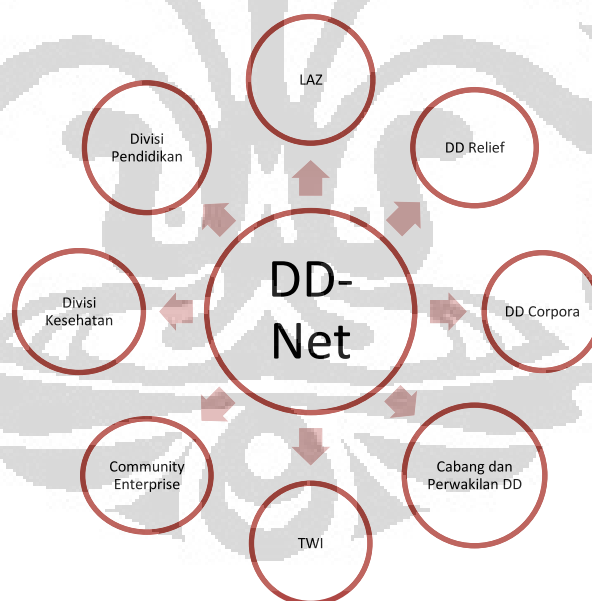 LAZ
DD Relief
DD Corpora
Cabang dan
Perwakilan DD
TWI
Community
Enterprise
Divisi
Kesehatan
Divisi
Pendidikan
DD-
Net